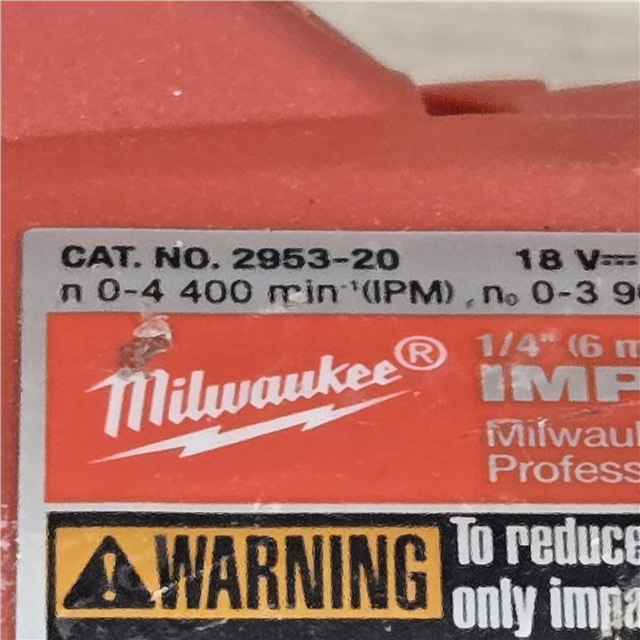 CAT. NO. 2953-20 18 V⎓
n 0-4 400 min⁻¹(IPM) , n₀ 0-3 9
Milwaukee®
1/4" (6 m
IMP
Milwau
Profess
WARNING
To reduce
only impa